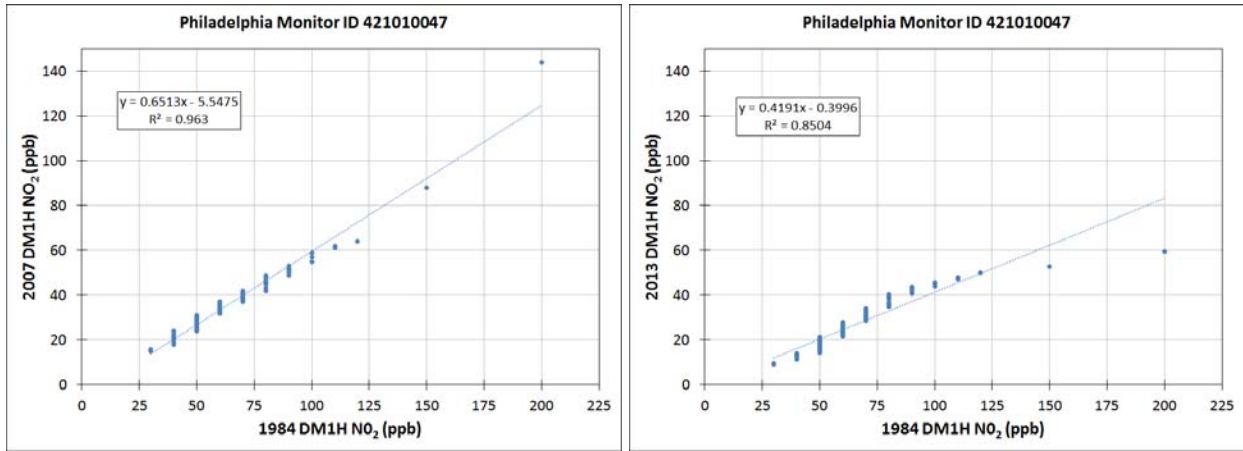 Philadelphia Monitor ID 421010047
2007 DM1H NO₂ (ppb)
140
120
100
80
60
40
20
0
y = 0.6513x - 5.5475
R² = 0.963
0 25 50 75 100 125 150 175 200 225
1984 DM1H N0₂ (ppb)
Philadelphia Monitor ID 421010047
2013 DM1H NO₂ (ppb)
140
120
100
80
60
40
20
0
y = 0.4191x - 0.3996
R² = 0.8504
0 25 50 75 100 125 150 175 200 225
1984 DM1H N0₂ (ppb)